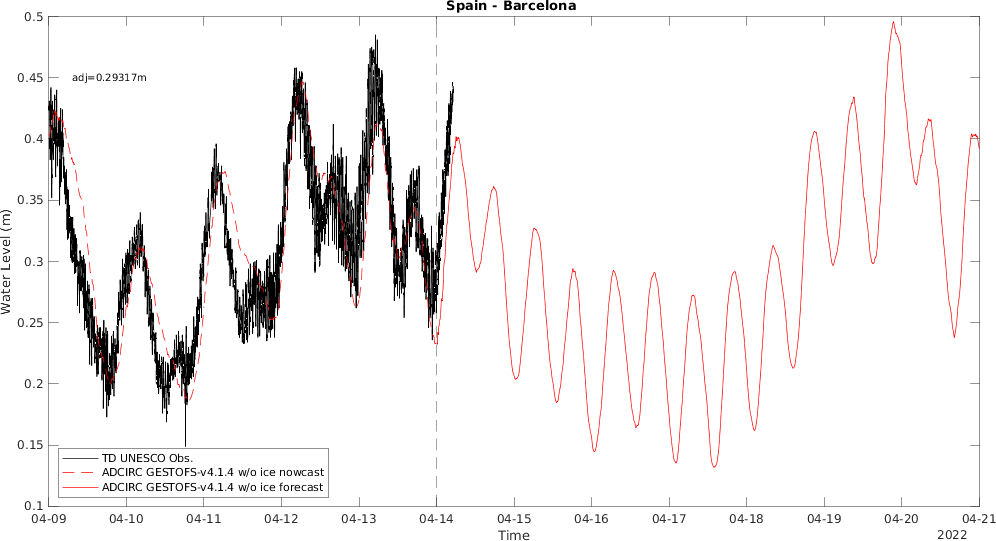 Spain - Barcelona
0.5
0.45
0.4
0.35
0.3
0.25
0.2
0.15
0.1
Water Level (m)
adj=0.29317m
TD UNESCO Obs.
ADCIRC GESTOFS-v4.1.4 w/o ice nowcast
ADCIRC GESTOFS-v4.1.4 w/o ice forecast
04-09 04-10 04-11 04-12 04-13 04-14 04-15 04-16 04-17 04-18 04-19 04-20 04-21
Time
2022